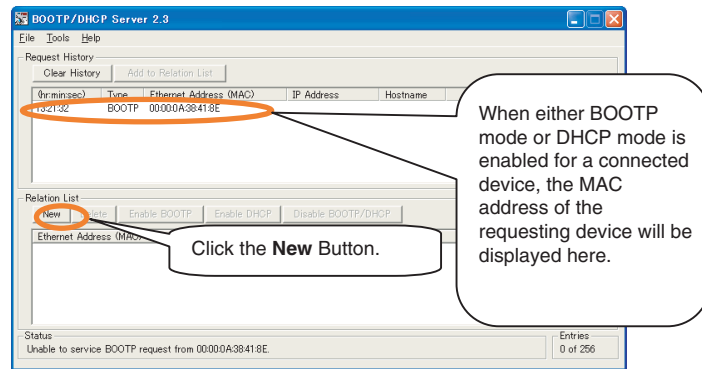 BOOTP/DHCP Server 2.3
File Tools Help
Request History
Clear History Add to Relation List
(hr:min:sec) Type Ethernet Address (MAC) IP Address Hostname
13:21:32 BOOTP 00:00:0A:38:41:8E
When either BOOTP
mode or DHCP mode is
enabled for a connected
device, the MAC
address of the
requesting device will be
displayed here.
Relation List
New Delete Enable BOOTP Enable DHCP Disable BOOTP/DHCP
Ethernet Address (MAC)
Click the New Button.
Status
Unable to service BOOTP request from 00:00:0A:38:41:8E.
Entries
0 of 256